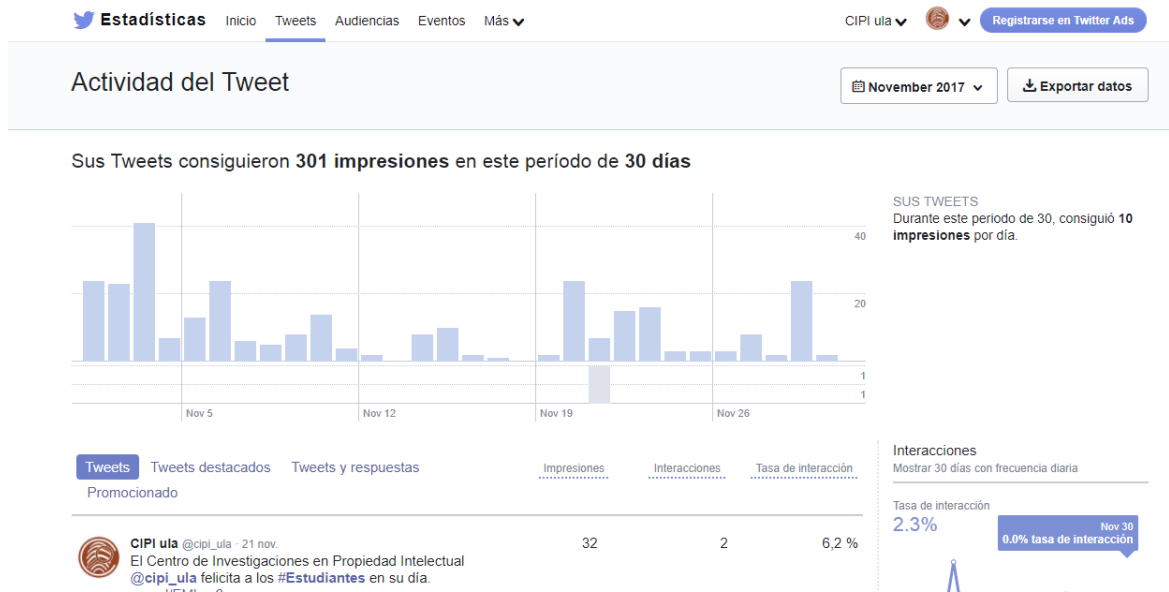 Estadísticas Inicio Tweets Audiencias Eventos Más CIPI ula Registrarse en Twitter Ads
Actividad del Tweet
November 2017 Exportar datos
Sus Tweets consiguieron 301 impresiones en este período de 30 días
40
20
1
1
Nov 5 Nov 12 Nov 19 Nov 26
SUS TWEETS
Durante este periodo de 30, consiguió 10
impresiones por día.
Tweets Tweets destacados Tweets y respuestas Impresiones Interacciones Tasa de interacción
Promocionado
CIPI ula @cipi_ula · 21 nov. 32 2 6,2 %
El Centro de Investigaciones en Propiedad Intelectual
@cipi_ula felicita a los #Estudiantes en su día.
Interacciones
Mostrar 30 días con frecuencia diaria
Tasa de interacción
2.3%
Nov 30
0.0% tasa de interacción